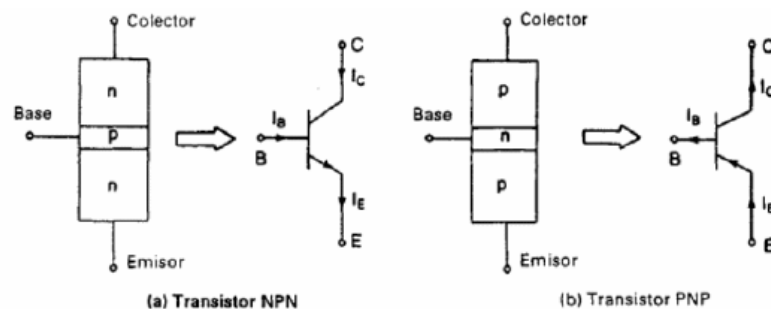 Colector
C
I_C
n
Base
p
I_B
B
n
I_E
E
Emisor
(a) Transistor NPN
Colector
C
I_C
p
Base
n
I_B
B
p
I_E
E
Emisor
(b) Transistor PNP